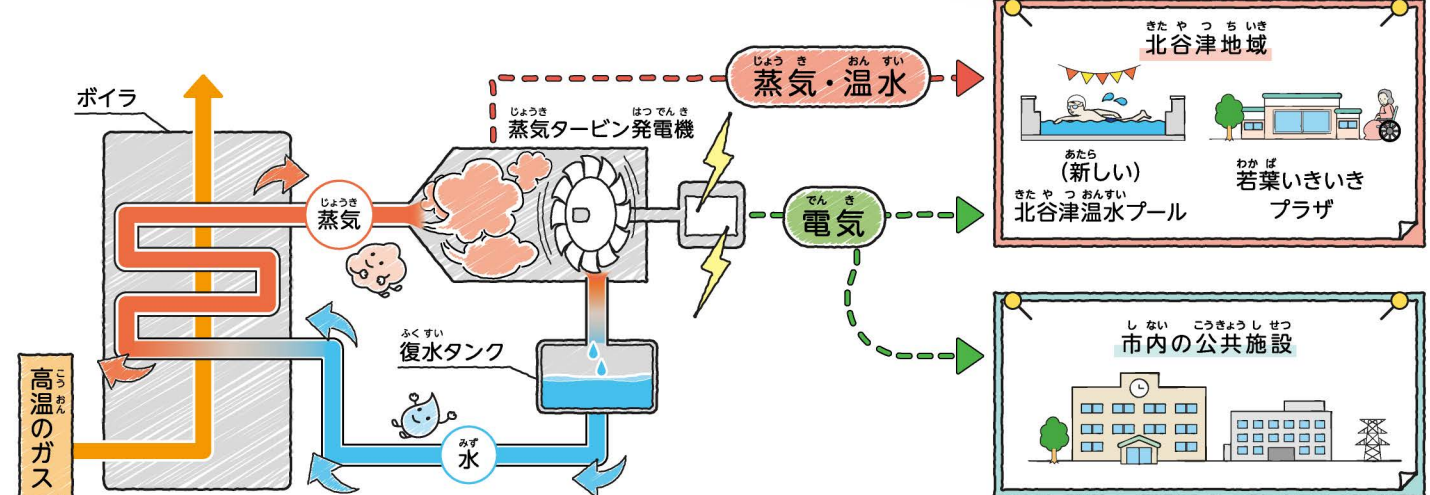 ボイラ
じょうき
蒸気
じょうき はつ でん き
蒸気タービン発電機
じょう き おん すい
蒸気・温水
でん き
電気
ふく すい
復水タンク
みず
水
こう おん
高温のガス
きた や つ ち いき
北谷津地域
あたら
(新しい)
きた や つ おんすい
北谷津温水プール
わか ば
若葉いきいき
プラザ
し ない こうきょう し せつ
市内の公共施設